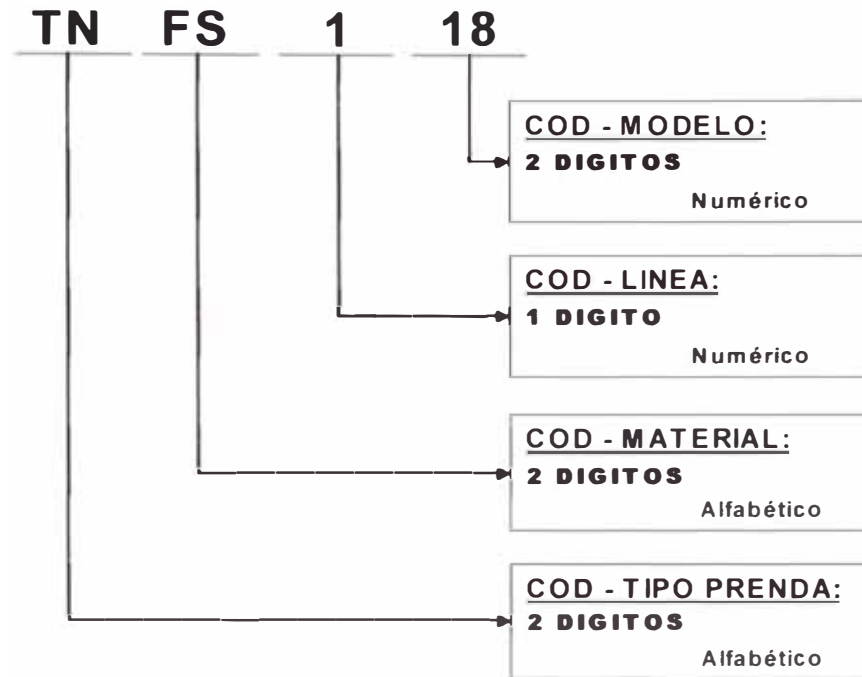 TN FS 1 18
COD - MODELO:
2 DIGITOS
Numérico
COD - LINEA:
1 DIGITO
Numérico
COD - MATERIAL:
2 DIGITOS
Alfabético
COD - TIPO PRENDA:
2 DIGITOS
Alfabético